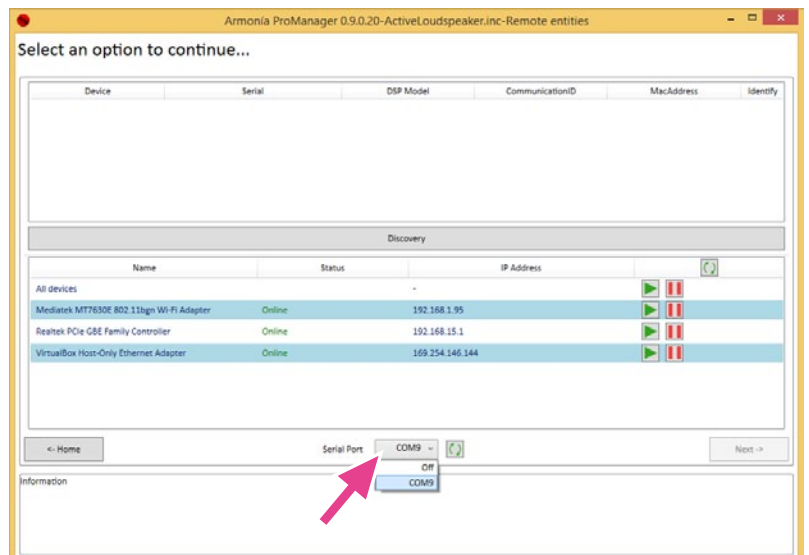 Armonía ProManager 0.9.0.20-ActiveLoudspeaker.inc-Remote entities
Select an option to continue...
Device Serial DSP Model CommunicationID MacAddress Identify
Discovery
Name Status IP Address
All devices -
Mediatek MT7630E 802.11bgn Wi-Fi Adapter Online 192.168.1.95
Realtek PCIe GBE Family Controller Online 192.168.15.1
VirtualBox Host-Only Ethernet Adapter Online 169.254.146.144
<- Home Serial Port COM9 Next ->
Off
COM9
Information